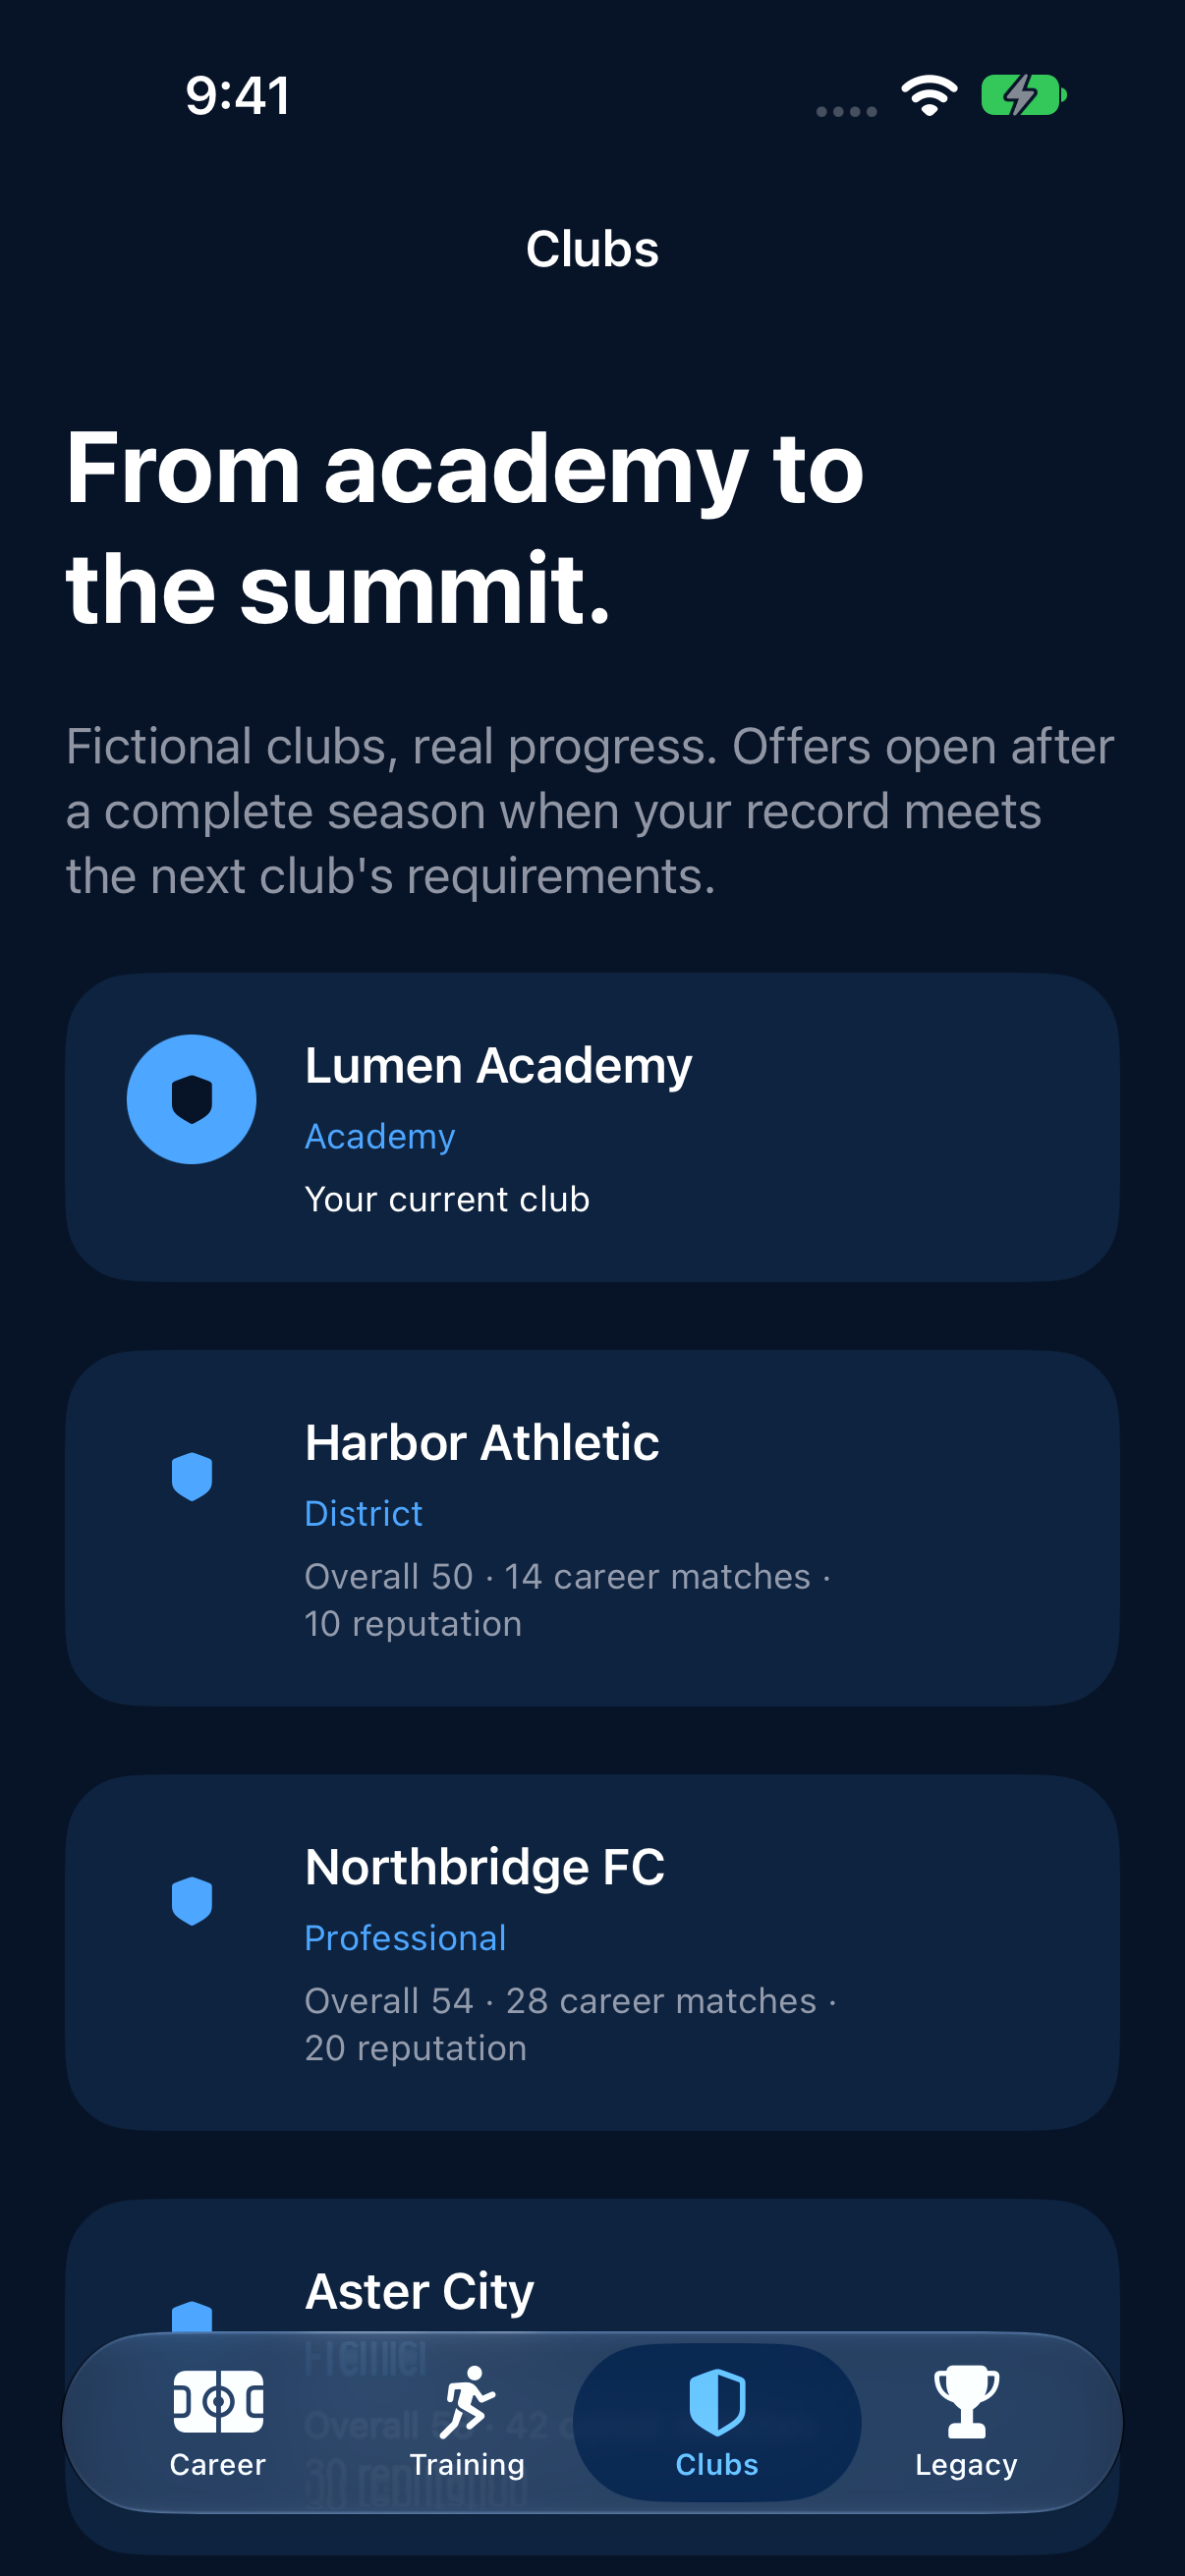 9:41
Clubs
From academy to
the summit.
Fictional clubs, real progress. Offers open after
a complete season when your record meets
the next club's requirements.
Lumen Academy
Academy
Your current club
Harbor Athletic
District
Overall 50 · 14 career matches ·
10 reputation
Northbridge FC
Professional
Overall 54 · 28 career matches ·
20 reputation
Aster City
Overall
42
30
Career
Training
Clubs
Legacy